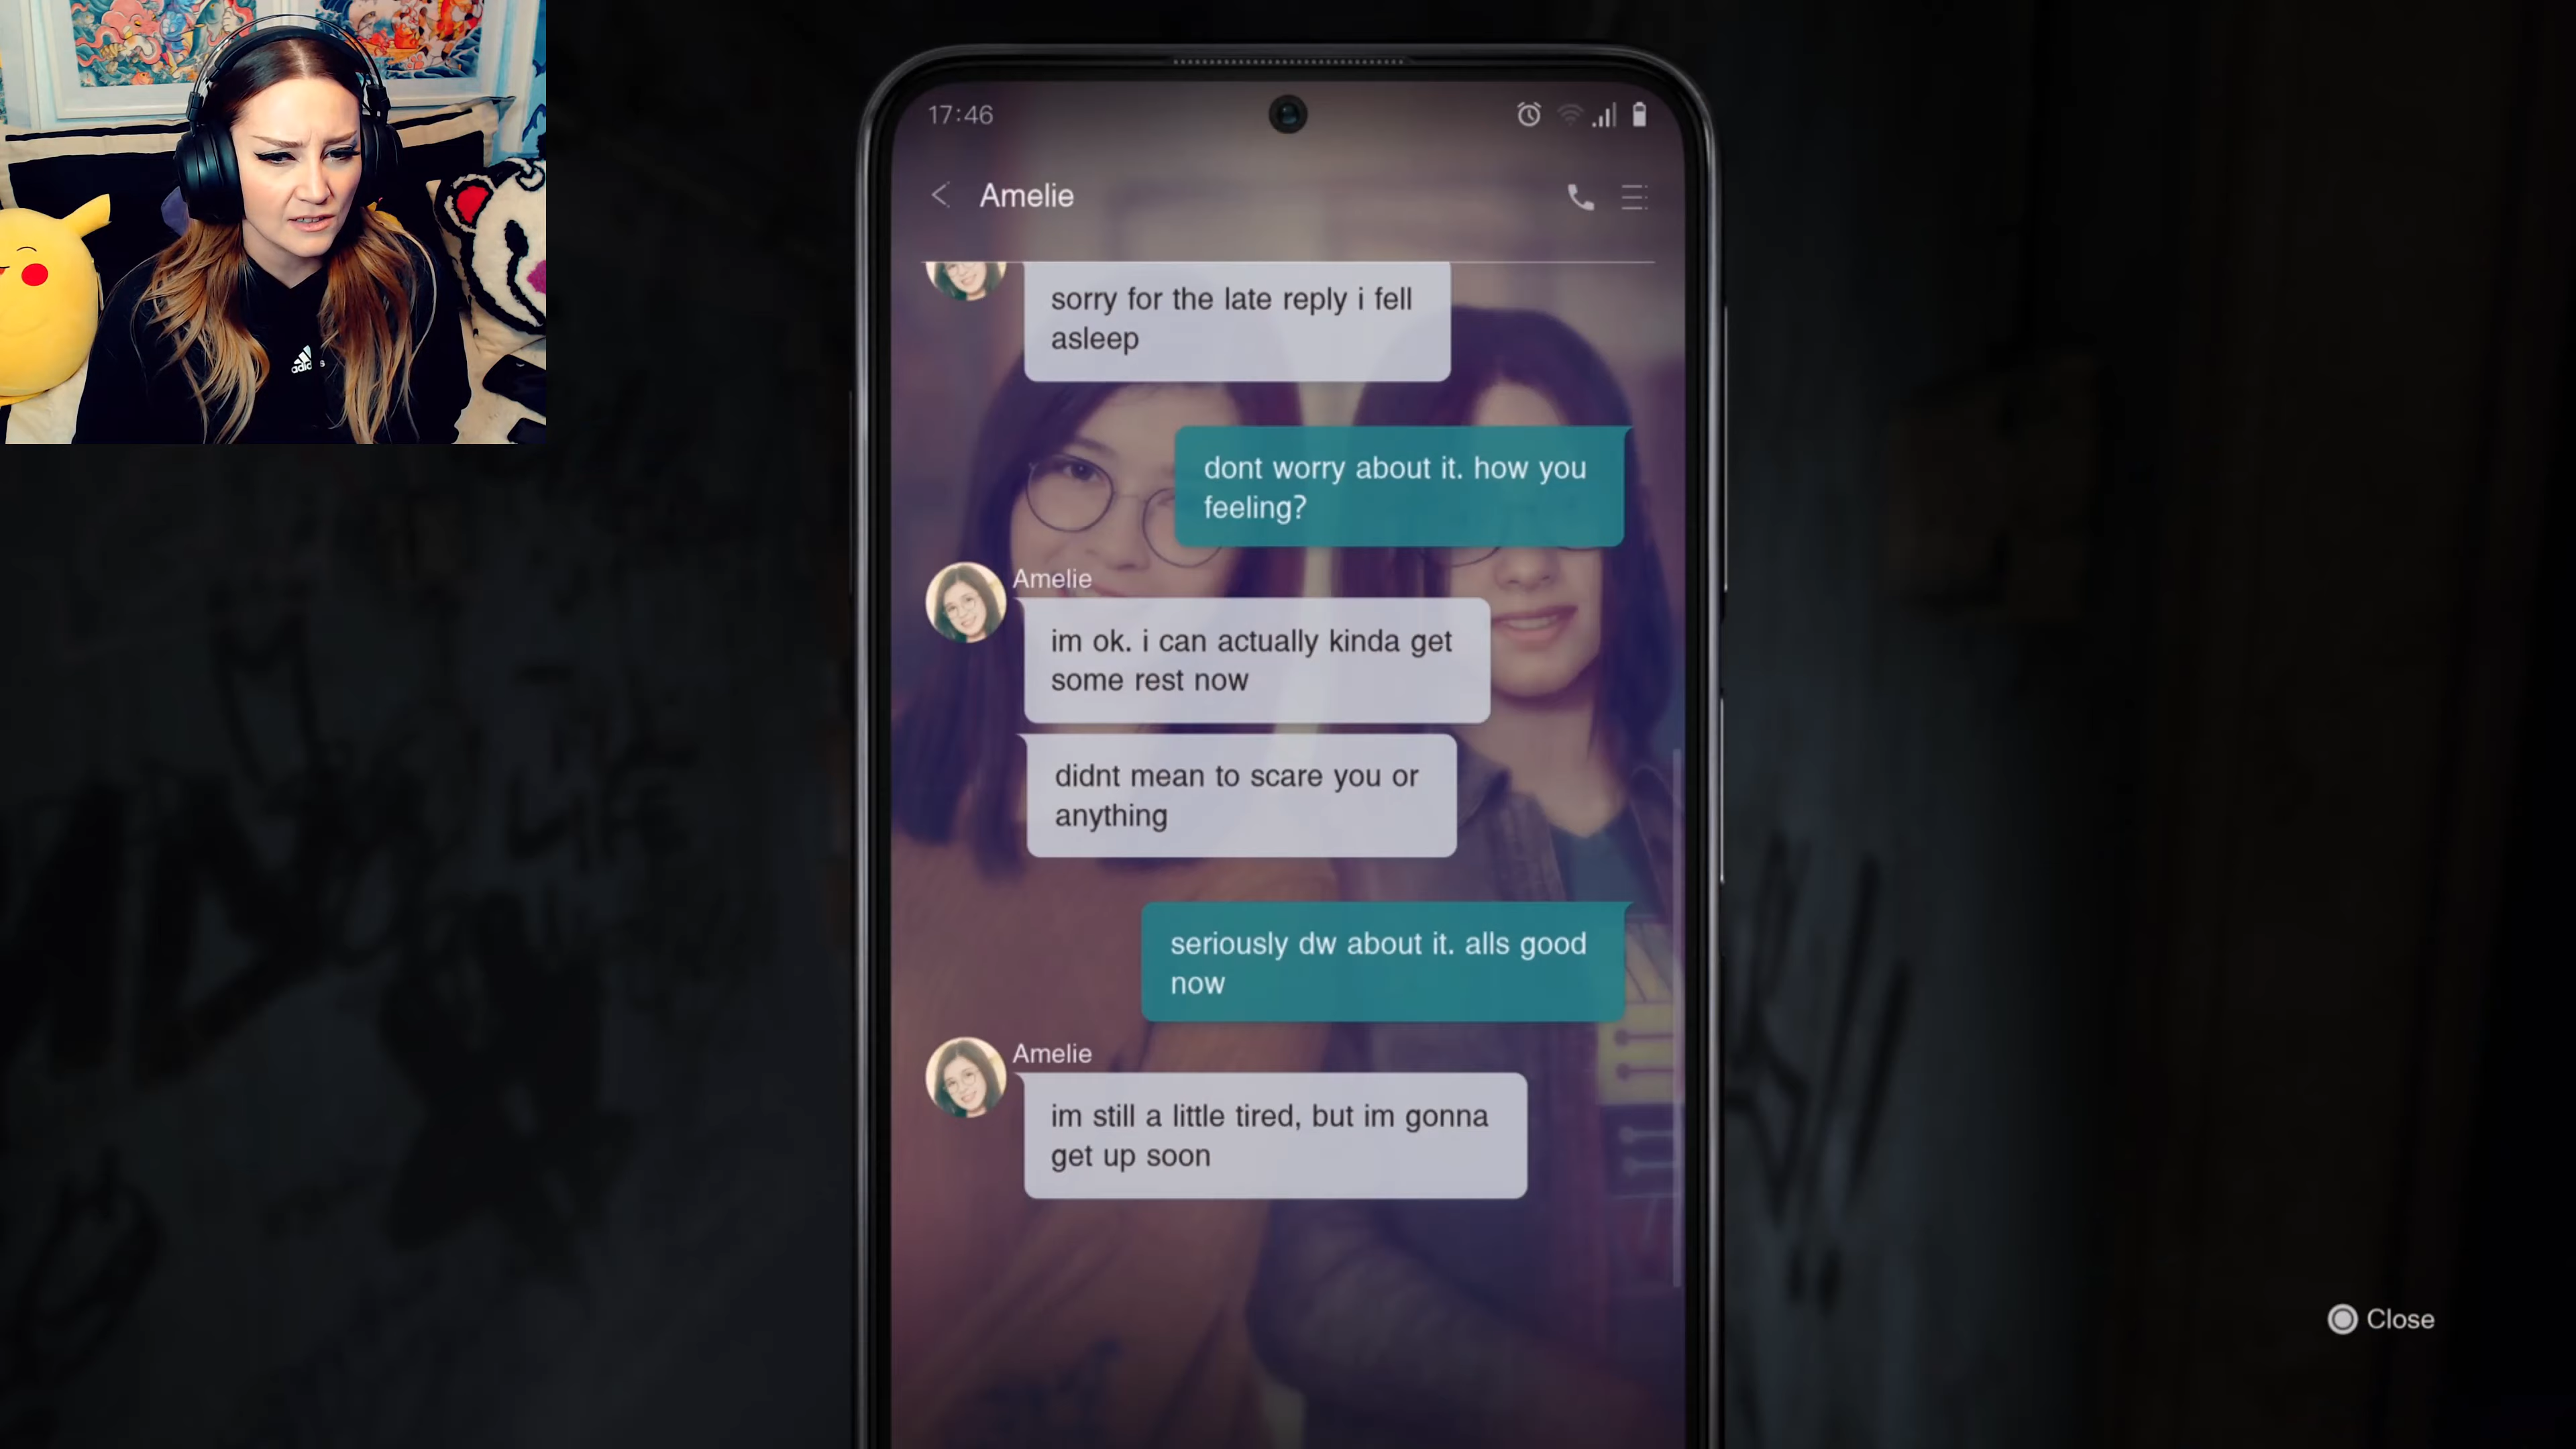 17:46
Amelie
sorry for the late reply i fell
asleep
dont worry about it. how you
feeling?
Amelie
im ok. i can actually kinda get
some rest now
didnt mean to scare you or
anything
seriously dw about it. alls good
now
Amelie
im still a little tired, but im gonna
get up soon
Close